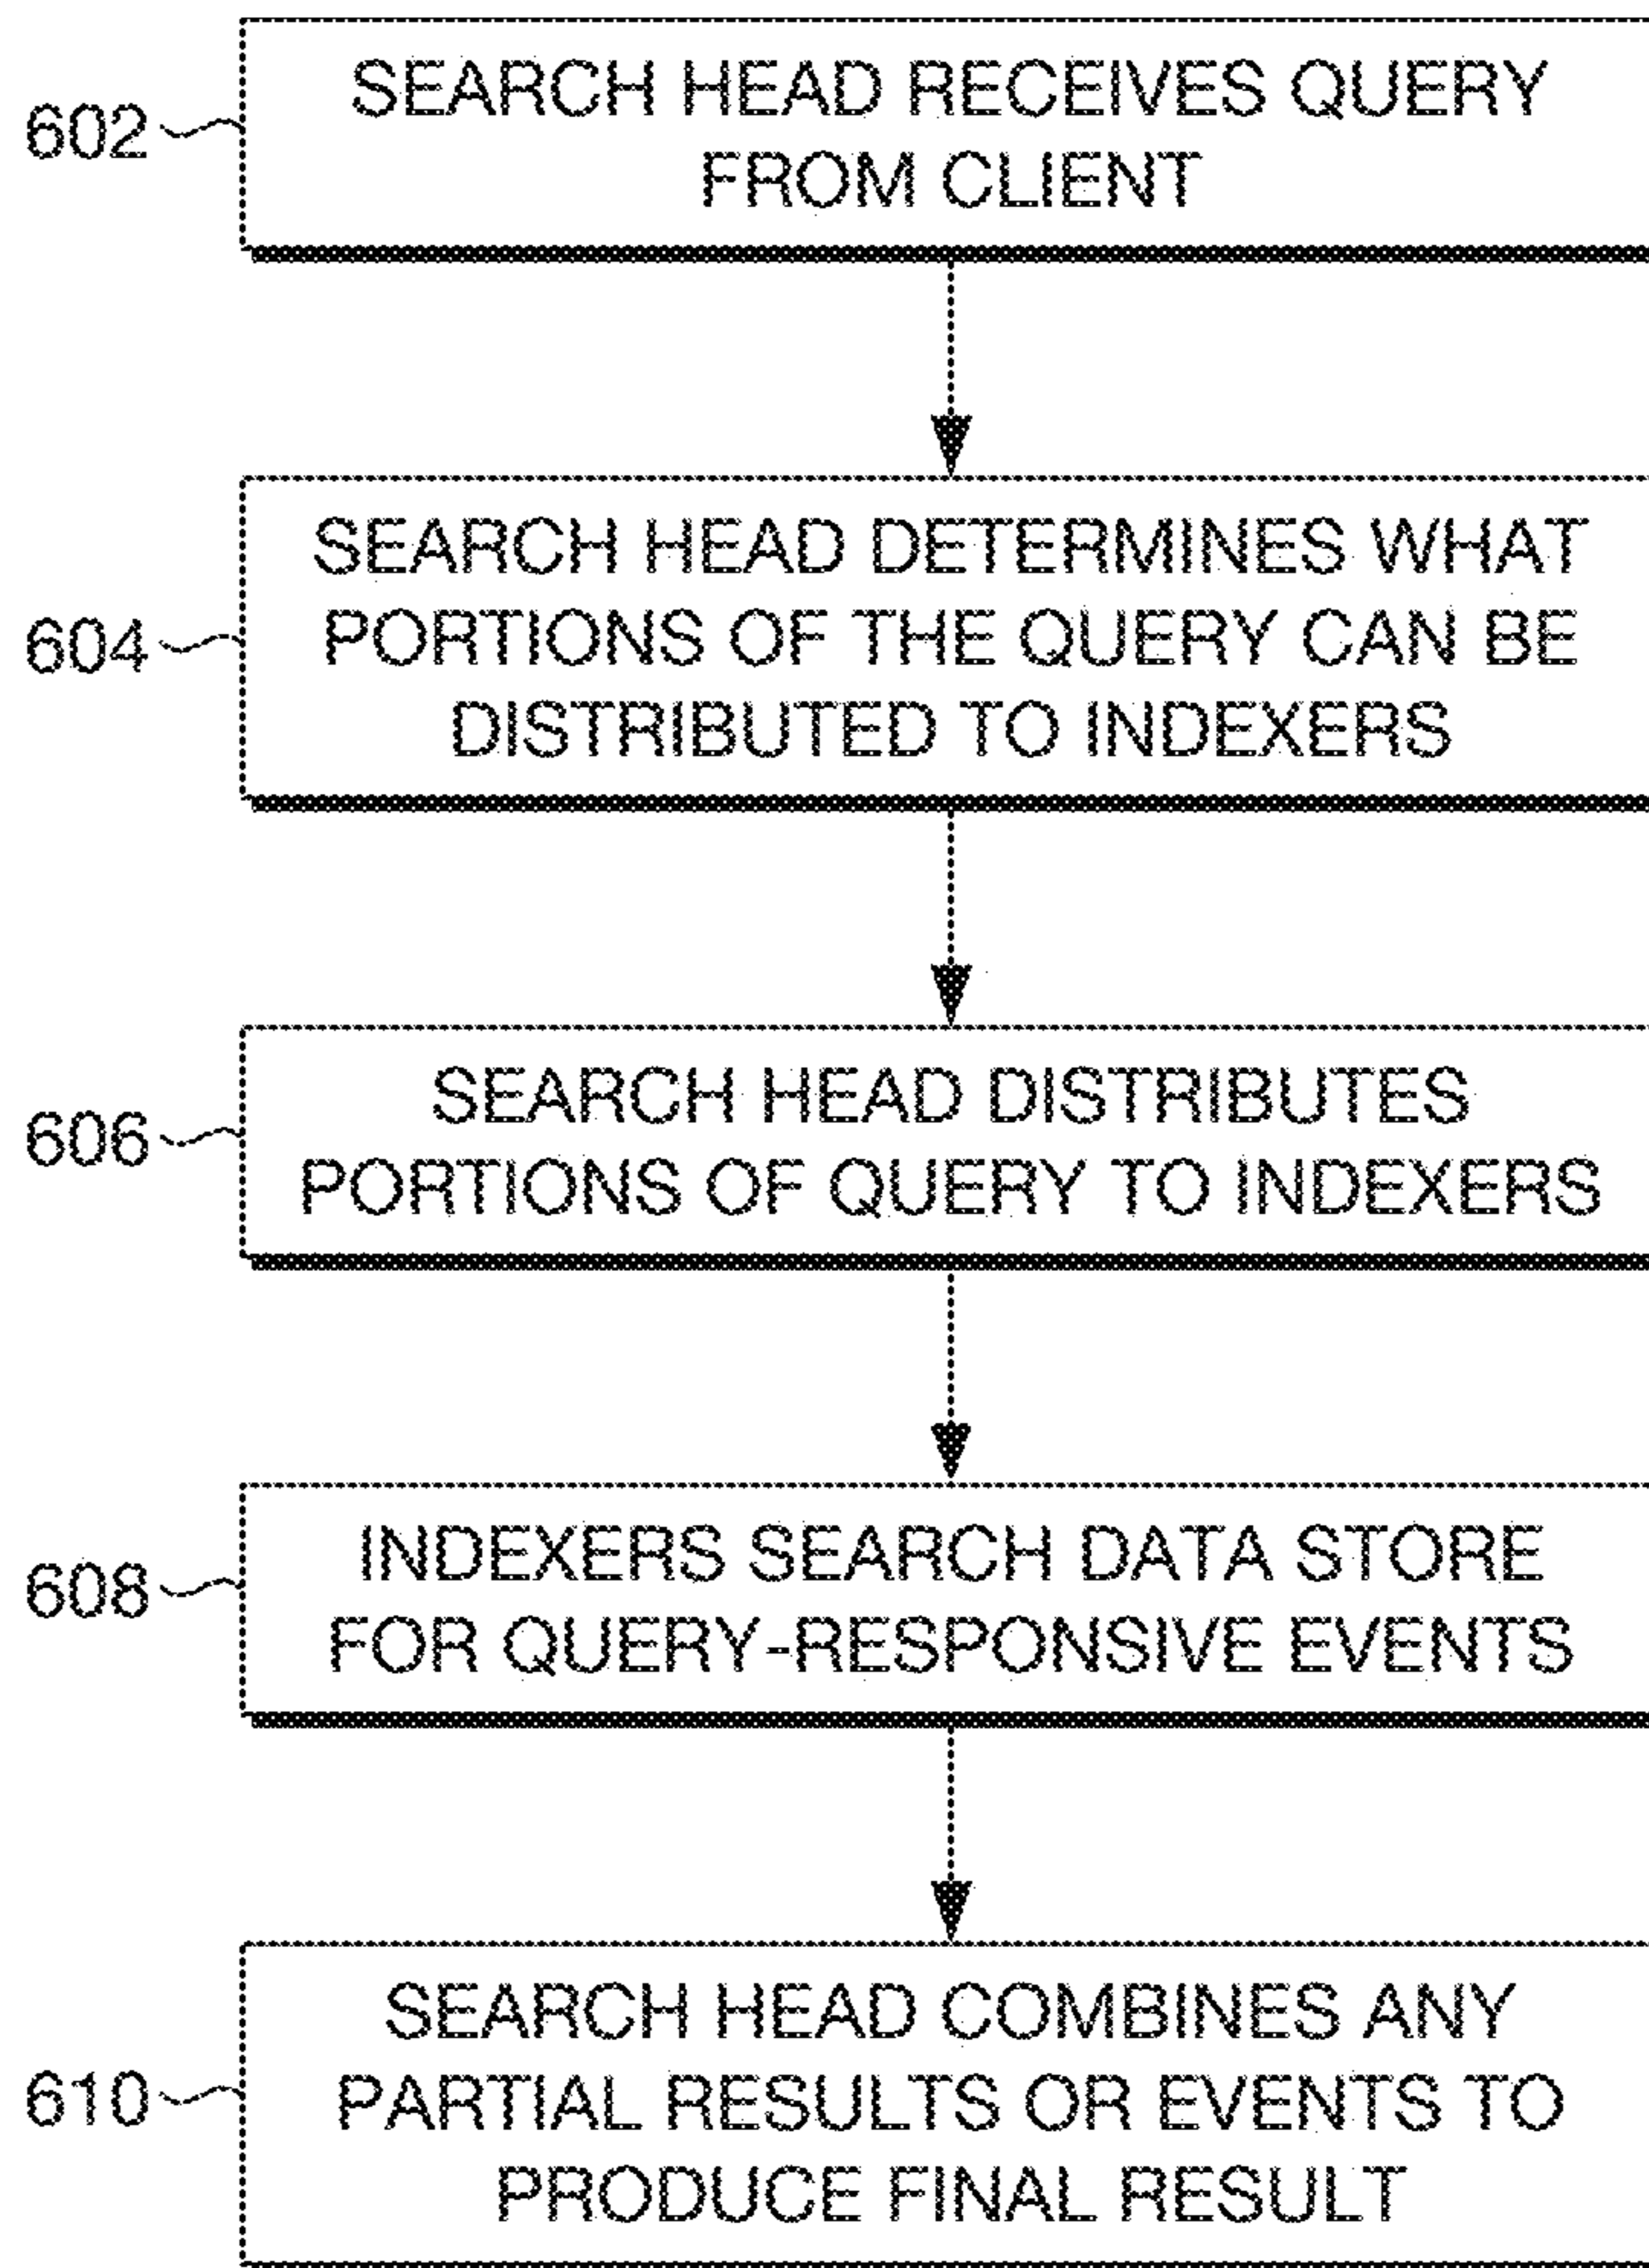 602
SEARCH HEAD RECEIVES QUERY
FROM CLIENT
604
SEARCH HEAD DETERMINES WHAT
PORTIONS OF THE QUERY CAN BE
DISTRIBUTED TO INDEXERS
606
SEARCH HEAD DISTRIBUTES
PORTIONS OF QUERY TO INDEXERS
608
INDEXERS SEARCH DATA STORE
FOR QUERY-RESPONSIVE EVENTS
610
SEARCH HEAD COMBINES ANY
PARTIAL RESULTS OR EVENTS TO
PRODUCE FINAL RESULT